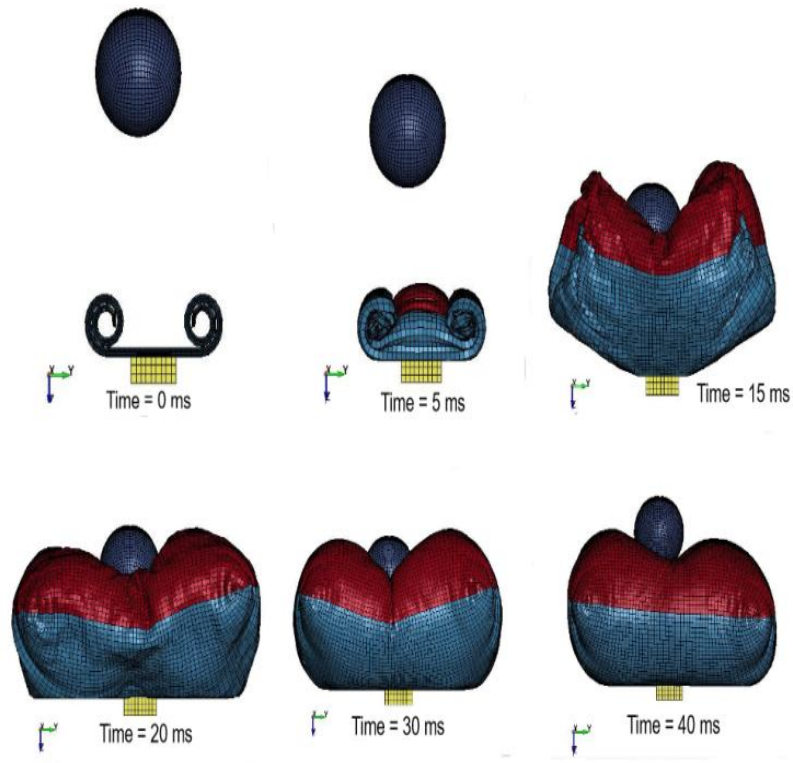 Time = 0 ms
Time = 5 ms
Time = 15 ms
Time = 20 ms
Time = 30 ms
Time = 40 ms